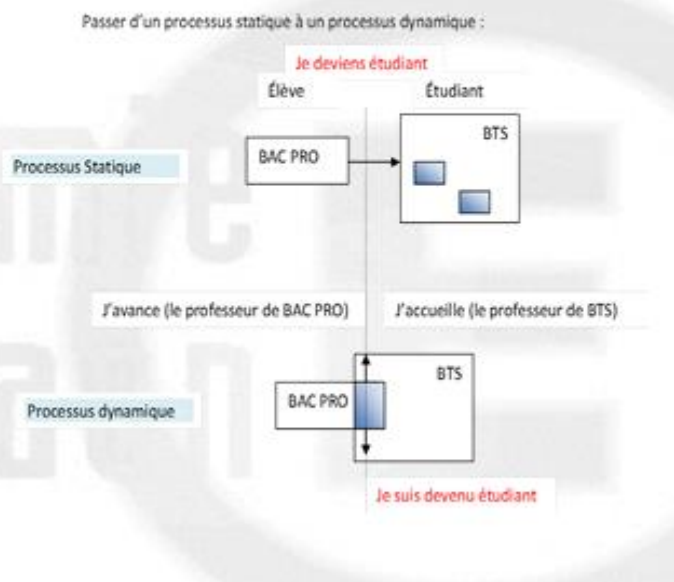 Passer d'un processus statique à un processus dynamique :
Je deviens étudiant
Élève
Étudiant
BTS
BAC PRO
Processus Statique
J'avance (le professeur de BAC PRO)
J'accueille (le professeur de BTS)
BTS
BAC PRO
Processus dynamique
Je suis devenu étudiant